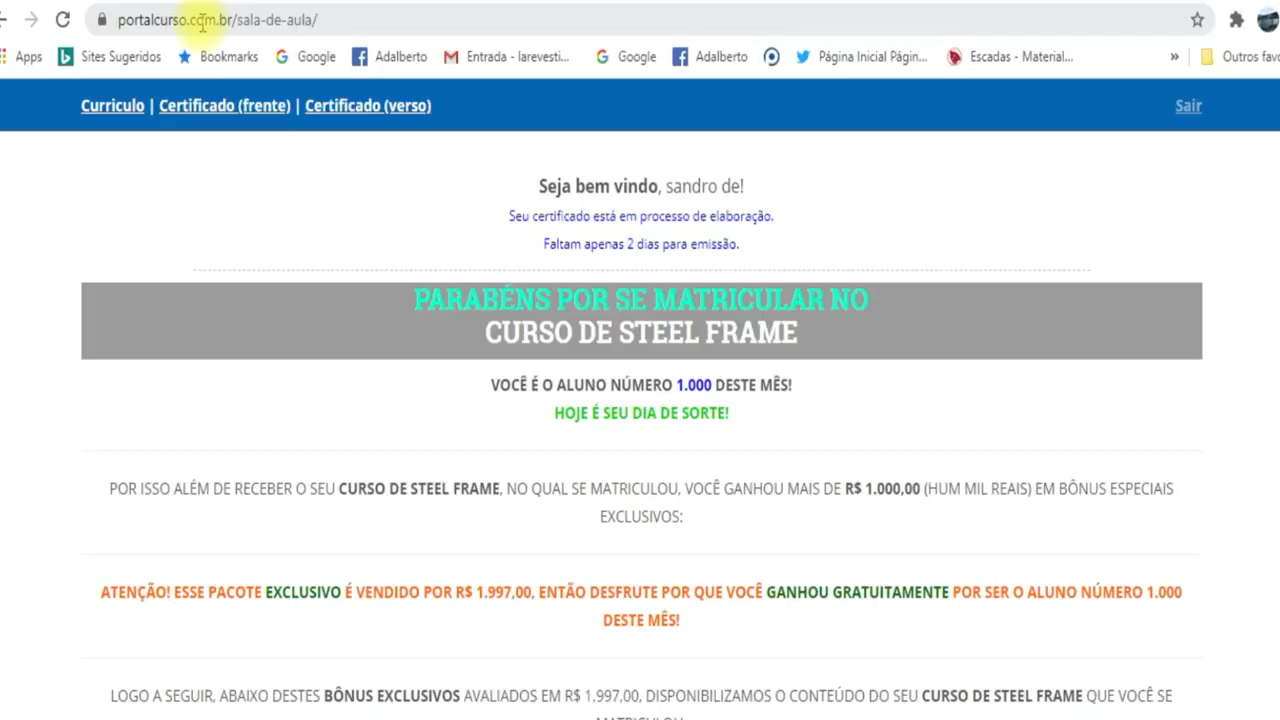 portalcurso.com.br/sala-de-aula/
Apps Sites Sugeridos Bookmarks Google Adalberto Entrada - larevesti... Google Adalberto Página Inicial Págin... Escadas - Material... » Outros favo
Curriculo | Certificado (frente) | Certificado (verso) Sair
Seja bem vindo, sandro de!
Seu certificado está em processo de elaboração.
Faltam apenas 2 dias para emissão.
PARABÉNS POR SE MATRICULAR NO
CURSO DE STEEL FRAME
VOCÊ É O ALUNO NÚMERO 1.000 DESTE MÊS!
HOJE É SEU DIA DE SORTE!
POR ISSO ALÉM DE RECEBER O SEU CURSO DE STEEL FRAME, NO QUAL SE MATRICULOU, VOCÊ GANHOU MAIS DE R$ 1.000,00 (HUM MIL REAIS) EM BÔNUS ESPECIAIS
EXCLUSIVOS:
ATENÇÃO! ESSE PACOTE EXCLUSIVO É VENDIDO POR R$ 1.997,00, ENTÃO DESFRUTE POR QUE VOCÊ GANHOU GRATUITAMENTE POR SER O ALUNO NÚMERO 1.000
DESTE MÊS!
LOGO A SEGUIR, ABAIXO DESTES BÔNUS EXCLUSIVOS AVALIADOS EM R$ 1.997,00, DISPONIBILIZAMOS O CONTEÚDO DO SEU CURSO DE STEEL FRAME QUE VOCÊ SE
MATRICULOU